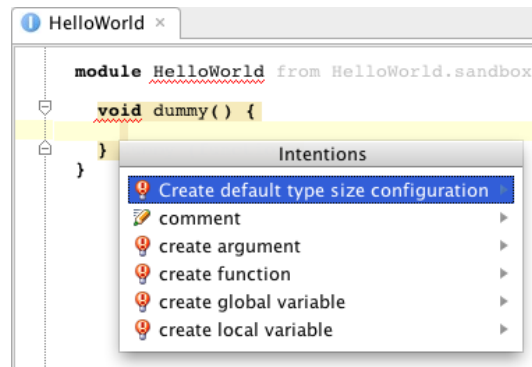 HelloWorld ×
module HelloWorld from HelloWorld.sandbox
void dummy() {
}
}
Intentions
Create default type size configuration
comment
create argument
create function
create global variable
create local variable